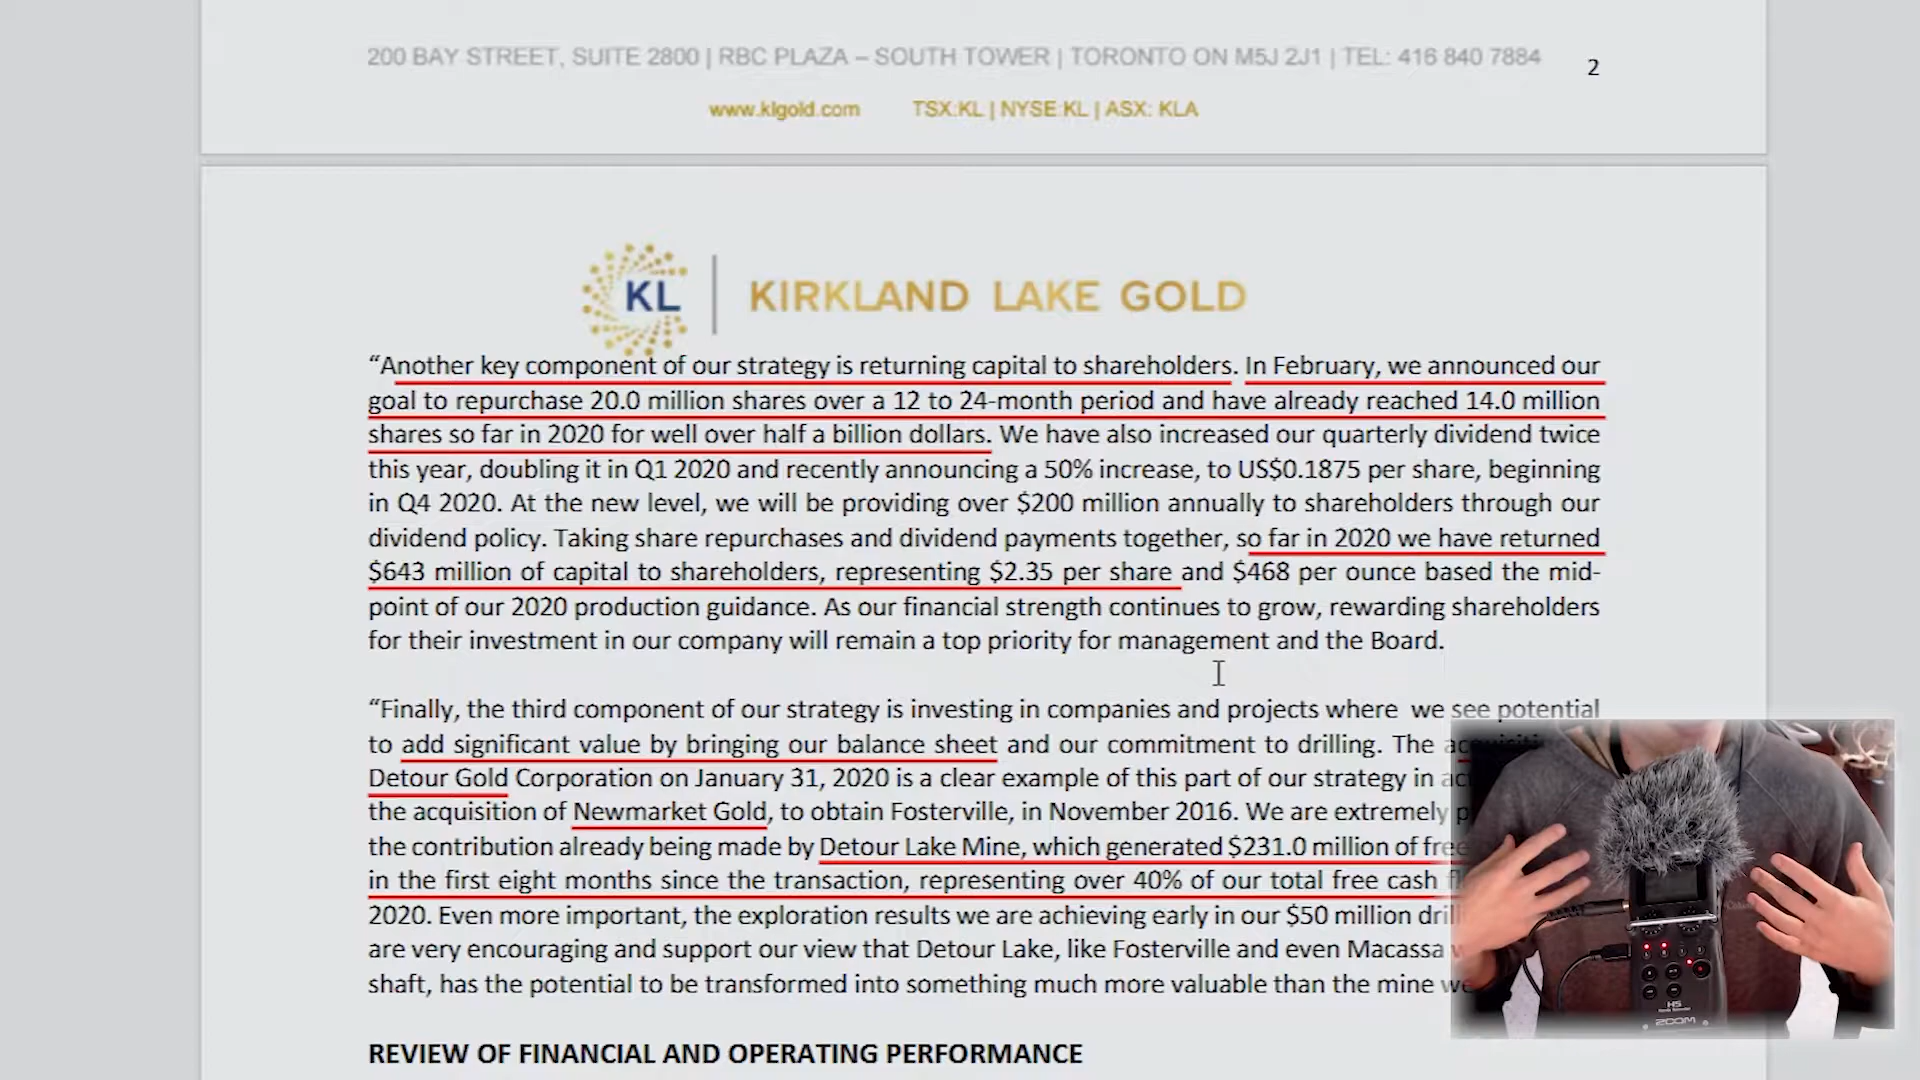 200 BAY STREET, SUITE 2800 | RBC PLAZA – SOUTH TOWER | TORONTO ON M5J 2J1 | TEL: 416 840 7884
2
www.klgold.com TSX:KL | NYSE:KL | ASX: KLA
KL | KIRKLAND LAKE GOLD
“Another key component of our strategy is returning capital to shareholders. In February, we announced our
goal to repurchase 20.0 million shares over a 12 to 24-month period and have already reached 14.0 million
shares so far in 2020 for well over half a billion dollars. We have also increased our quarterly dividend twice
this year, doubling it in Q1 2020 and recently announcing a 50% increase, to US$0.1875 per share, beginning
in Q4 2020. At the new level, we will be providing over $200 million annually to shareholders through our
dividend policy. Taking share repurchases and dividend payments together, so far in 2020 we have returned
$643 million of capital to shareholders, representing $2.35 per share and $468 per ounce based the mid-
point of our 2020 production guidance. As our financial strength continues to grow, rewarding shareholders
for their investment in our company will remain a top priority for management and the Board.
“Finally, the third component of our strategy is investing in companies and projects where we see potential
to add significant value by bringing our balance sheet and our commitment to drilling. The
Detour Gold Corporation on January 31, 2020 is a clear example of this part of our strategy in
the acquisition of Newmarket Gold, to obtain Fosterville, in November 2016. We are extremely
the contribution already being made by Detour Lake Mine, which generated $231.0 million of free
in the first eight months since the transaction, representing over 40% of our total free cash
2020. Even more important, the exploration results we are achieving early in our $50 million
are very encouraging and support our view that Detour Lake, like Fosterville and even Macassa
shaft, has the potential to be transformed into something much more valuable than the mine
REVIEW OF FINANCIAL AND OPERATING PERFORMANCE
H5
ZOOM